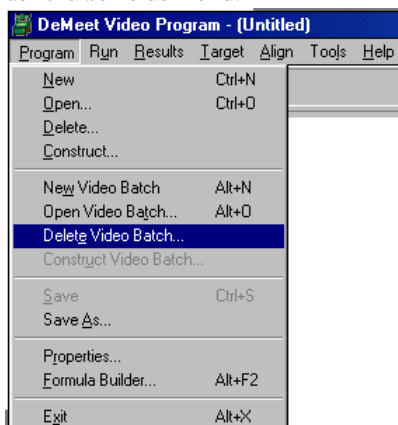 DeMeet Video Program - (Untitled)
Program Run Results Target Align Tools Help
New Ctrl+N
Open... Ctrl+O
Delete...
Construct...
New Video Batch Alt+N
Open Video Batch... Alt+O
Delete Video Batch...
Construct Video Batch...
Save Ctrl+S
Save As...
Properties...
Formula Builder... Alt+F2
Exit Alt+X